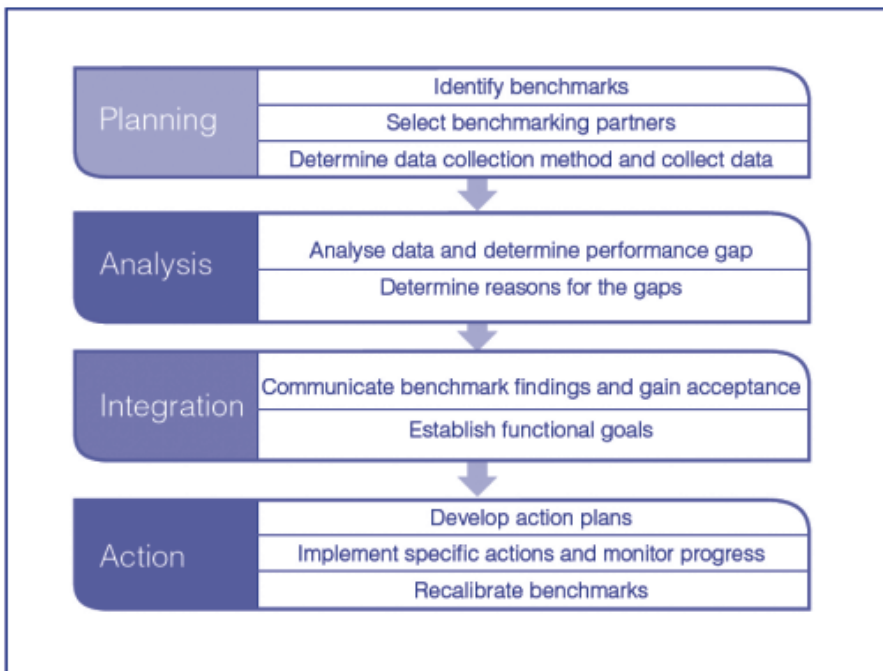 Planning
Identify benchmarks
Select benchmarking partners
Determine data collection method and collect data
Analysis
Analyse data and determine performance gap
Determine reasons for the gaps
Integration
Communicate benchmark findings and gain acceptance
Establish functional goals
Action
Develop action plans
Implement specific actions and monitor progress
Recalibrate benchmarks